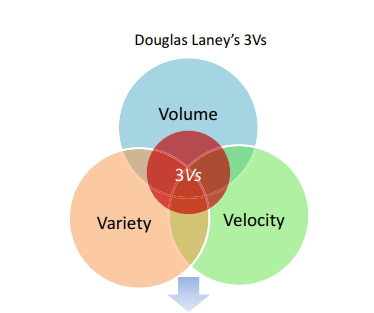 Douglas Laney’s 3Vs
Volume
3Vs
Variety
Velocity